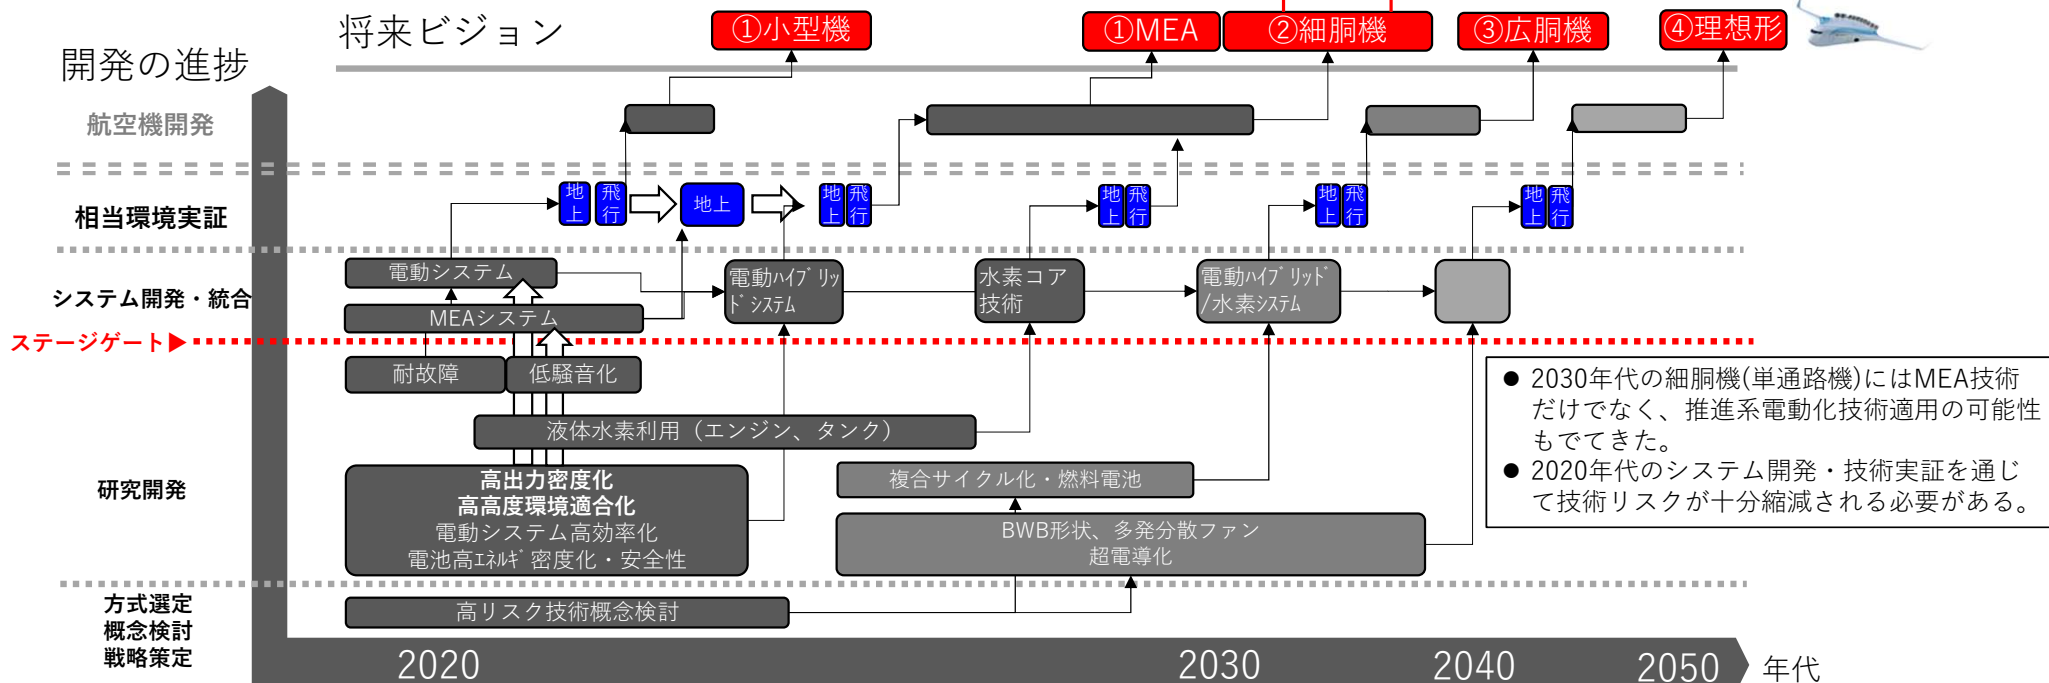 将来ビジョン
①小型機
①MEA
②細胴機
③広胴機
④理想形
開発の進捗
航空機開発
相当環境実証
地上
飛行
地上
地上
飛行
地上
飛行
地上
飛行
地上
飛行
システム開発・統合
電動システム
MEAシステム
電動ﾊｲﾌﾞﾘｯ
ﾄﾞｼｽﾃﾑ
水素コア
技術
電動ﾊｲﾌﾞﾘｯﾄﾞ
/水素ｼｽﾃﾑ
ステージゲート▶
耐故障
低騒音化
液体水素利用（エンジン、タンク）
研究開発
高出力密度化
高高度環境適合化
電動システム高効率化
電池高ｴﾈﾙｷﾞ密度化・安全性
複合サイクル化・燃料電池
BWB形状、多発分散ファン
超電導化
● 2030年代の細胴機(単通路機)にはMEA技術
だけでなく、推進系電動化技術適用の可能性
もでてきた。
● 2020年代のシステム開発・技術実証を通じ
て技術リスクが十分縮減される必要がある。
方式選定
概念検討
戦略策定
高リスク技術概念検討
2020
2030
2040
2050
年代